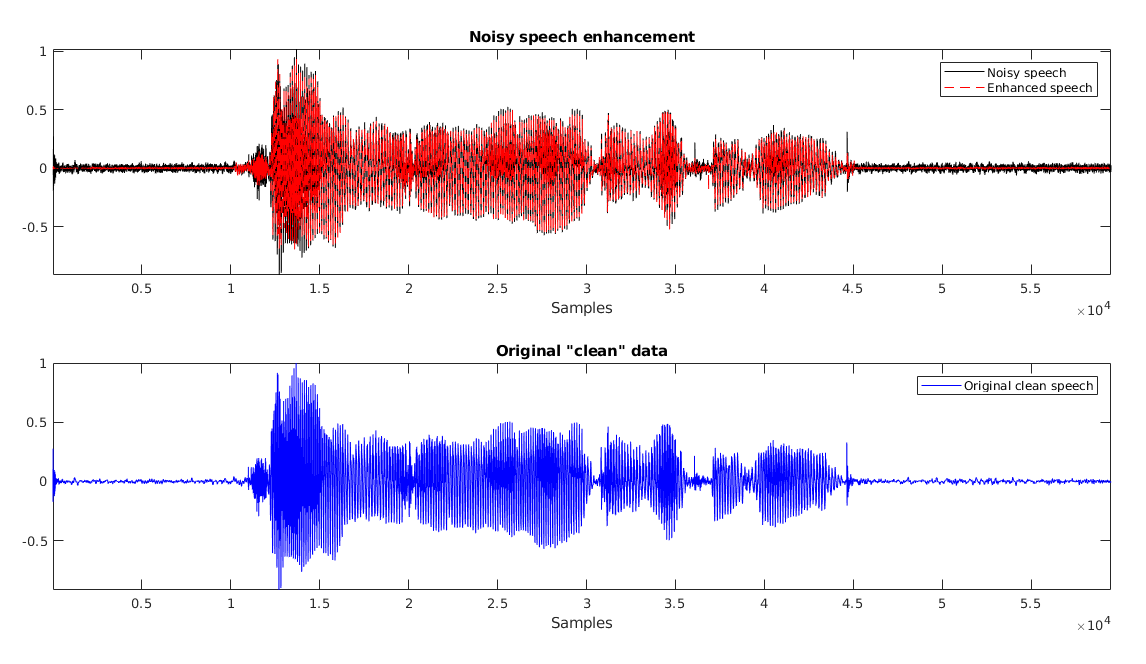 Noisy speech enhancement
Noisy speech
Enhanced speech
1
0.5
0
-0.5
0.5 1 1.5 2 2.5 3 3.5 4 4.5 5 5.5
Samples
×10^4
Original "clean" data
Original clean speech
1
0.5
0
-0.5
0.5 1 1.5 2 2.5 3 3.5 4 4.5 5 5.5
Samples
×10^4